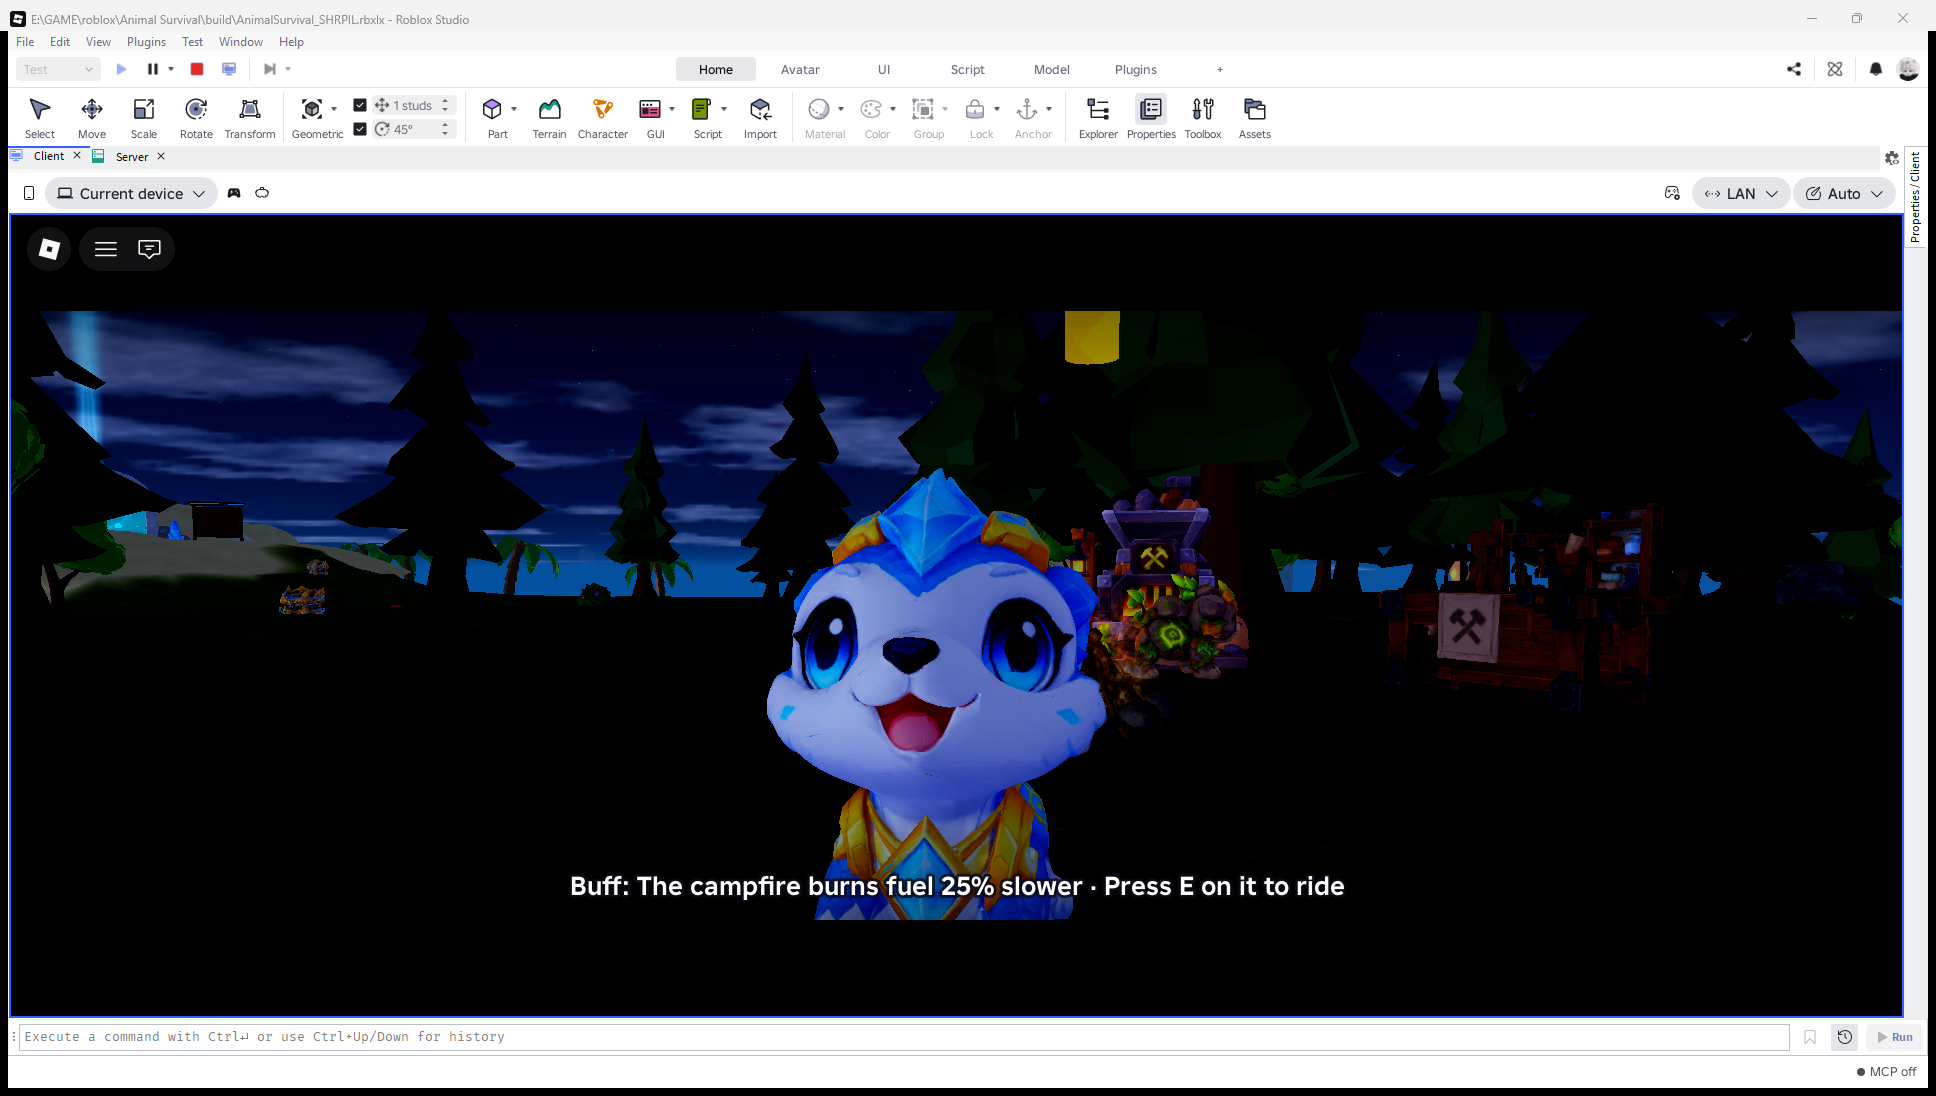 E:\GAME\roblox\Animal Survival\build\AnimalSurvival_SHRPIL.rbxlx - Roblox Studio
File Edit View Plugins Test Window Help
Test Home Avatar UI Script Model Plugins +
1 studs
45°
Select Move Scale Rotate Transform Geometric Part Terrain Character GUI Script Import Material Color Group Lock Anchor Explorer Properties Toolbox Assets
Client Server
Properties / Client
Current device LAN Auto
Buff: The campfire burns fuel 25% slower · Press E on it to ride
Execute a command with Ctrl↵ or use Ctrl+Up/Down for history
Run
MCP off